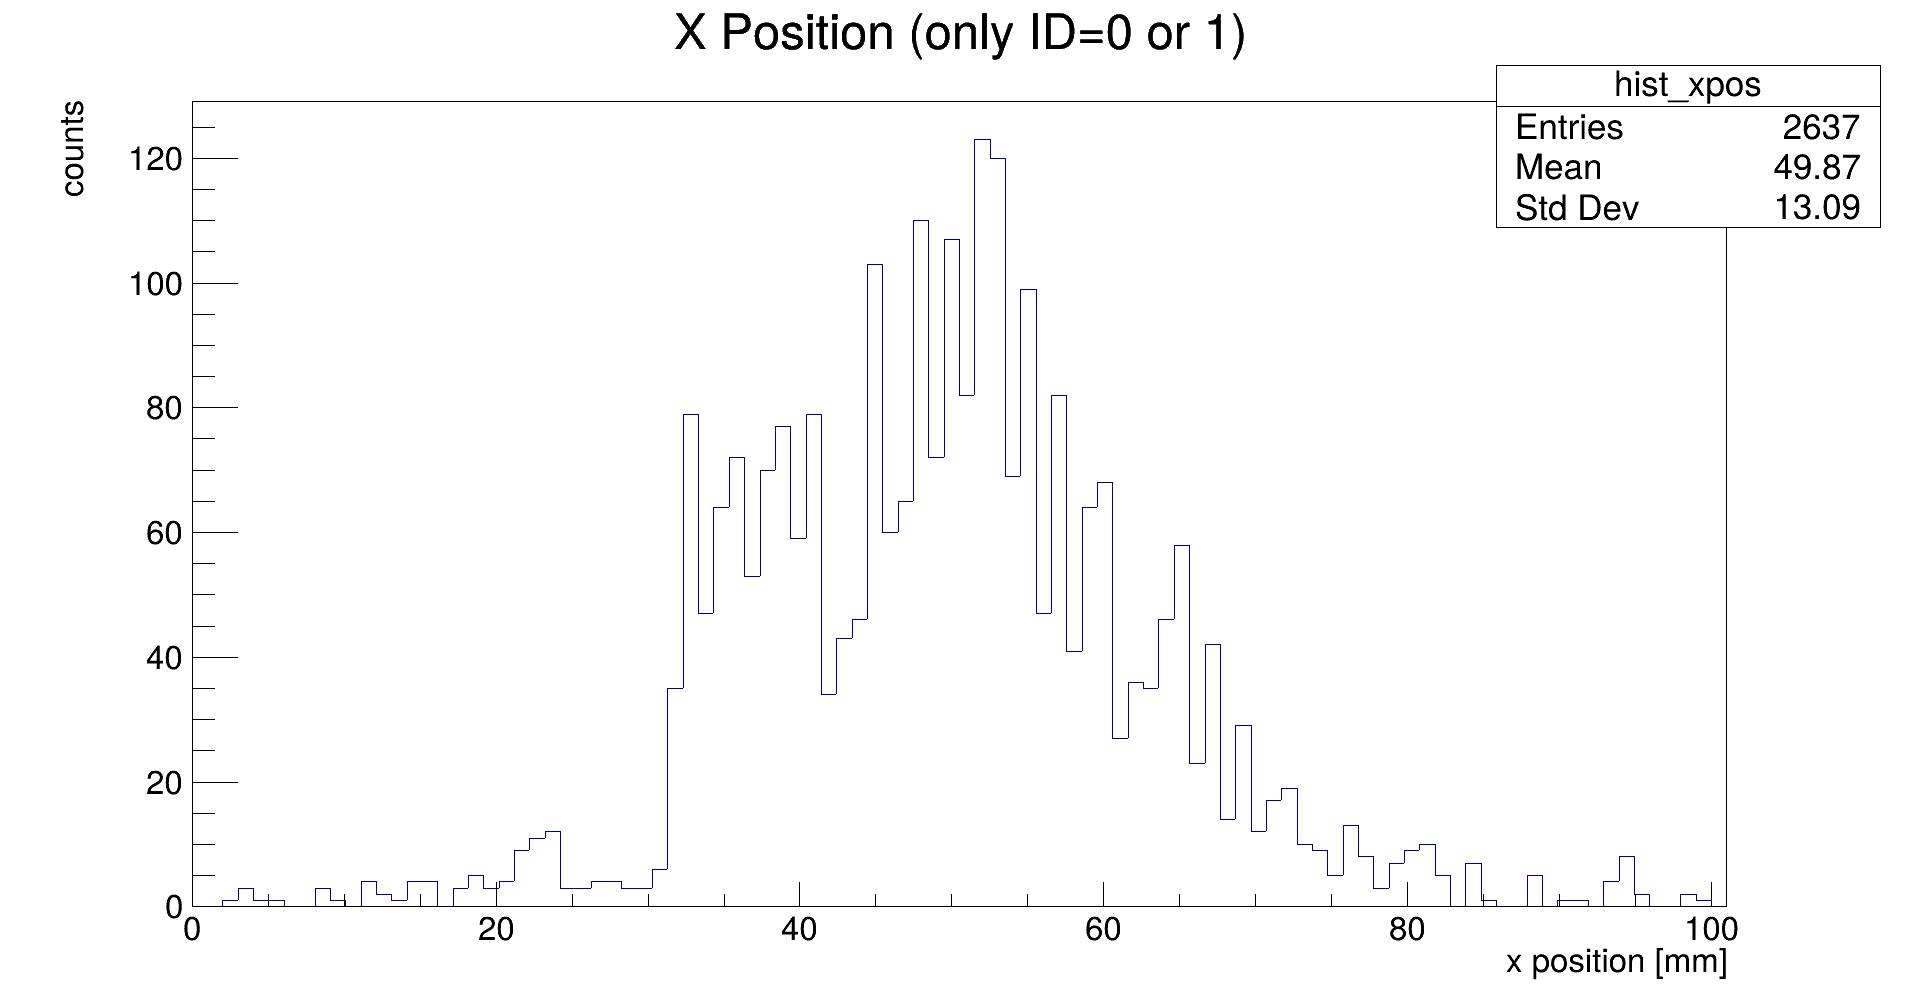 X Position (only ID=0 or 1)
hist_xpos
Entries 2637
Mean 49.87
Std Dev 13.09
counts
120
100
80
60
40
20
0
0 20 40 60 80 100
x position [mm]